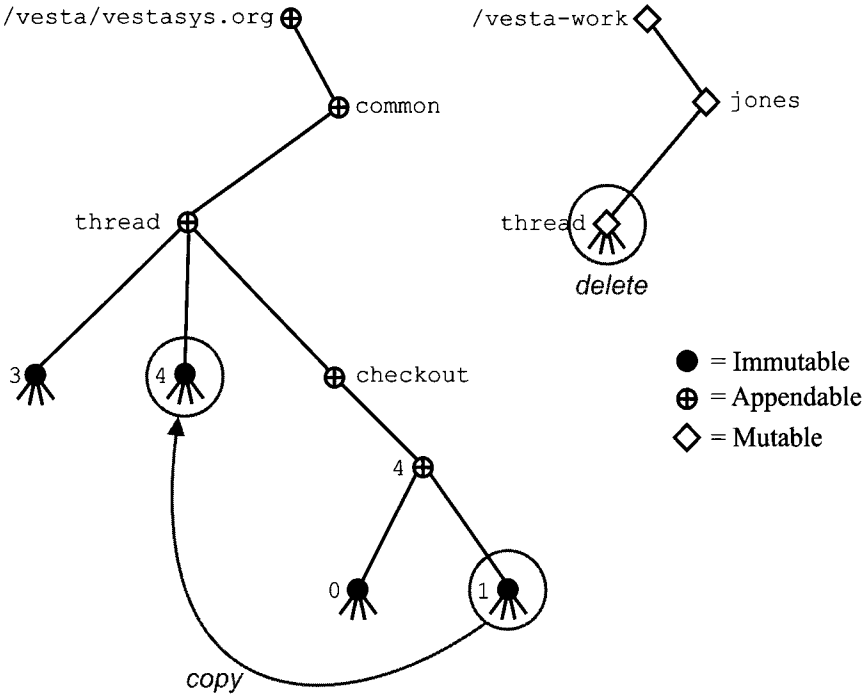 /vesta/vestasys.org
/vesta-work
common
jones
thread
thread
delete
3
4
checkout
= Immutable
= Appendable
= Mutable
4
0
1
copy